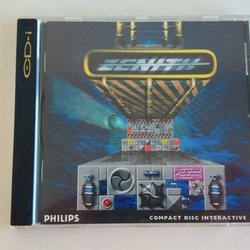 CD-i
ZENITH
PHILIPS
COMPACT DISC INTERACTIVE